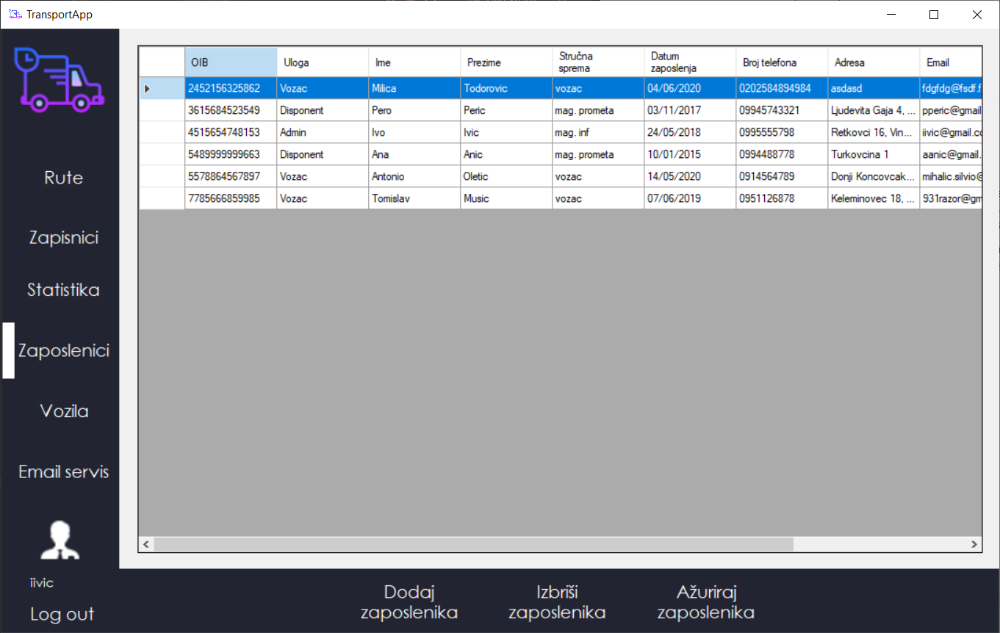 TransportApp
OIB Uloga Ime Prezime Stručna sprema Datum zaposlenja Broj telefona Adresa Email
2452156325862 Vozac Milica Todorovic vozac 04/06/2020 0202584894984 asdasd fdgfdg@fsdf.f
3615684523549 Disponent Pero Peric mag. prometa 03/11/2017 09945743321 Ljudevita Gaja 4, ... pperic@gmail
4515654748153 Admin Ivo Ivic mag. inf 24/05/2018 0995555798 Retkovci 16, Vin... iivic@gmail.co
5489999999663 Disponent Ana Anic mag. prometa 10/01/2015 0994488778 Turkovcina 1 aanic@gmail.
5578864567897 Vozac Antonio Oletic vozac 14/05/2020 0914564789 Donji Koncovcak... mihalic.silvio@
7785666859985 Vozac Tomislav Music vozac 07/06/2019 0951126878 Keleminovec 18, ... 931razor@gm
Rute
Zapisnici
Statistika
Zaposlenici
Vozila
Email servis
iivic
Log out
Dodaj
zaposlenika
Izbriši
zaposlenika
Ažuriraj
zaposlenika